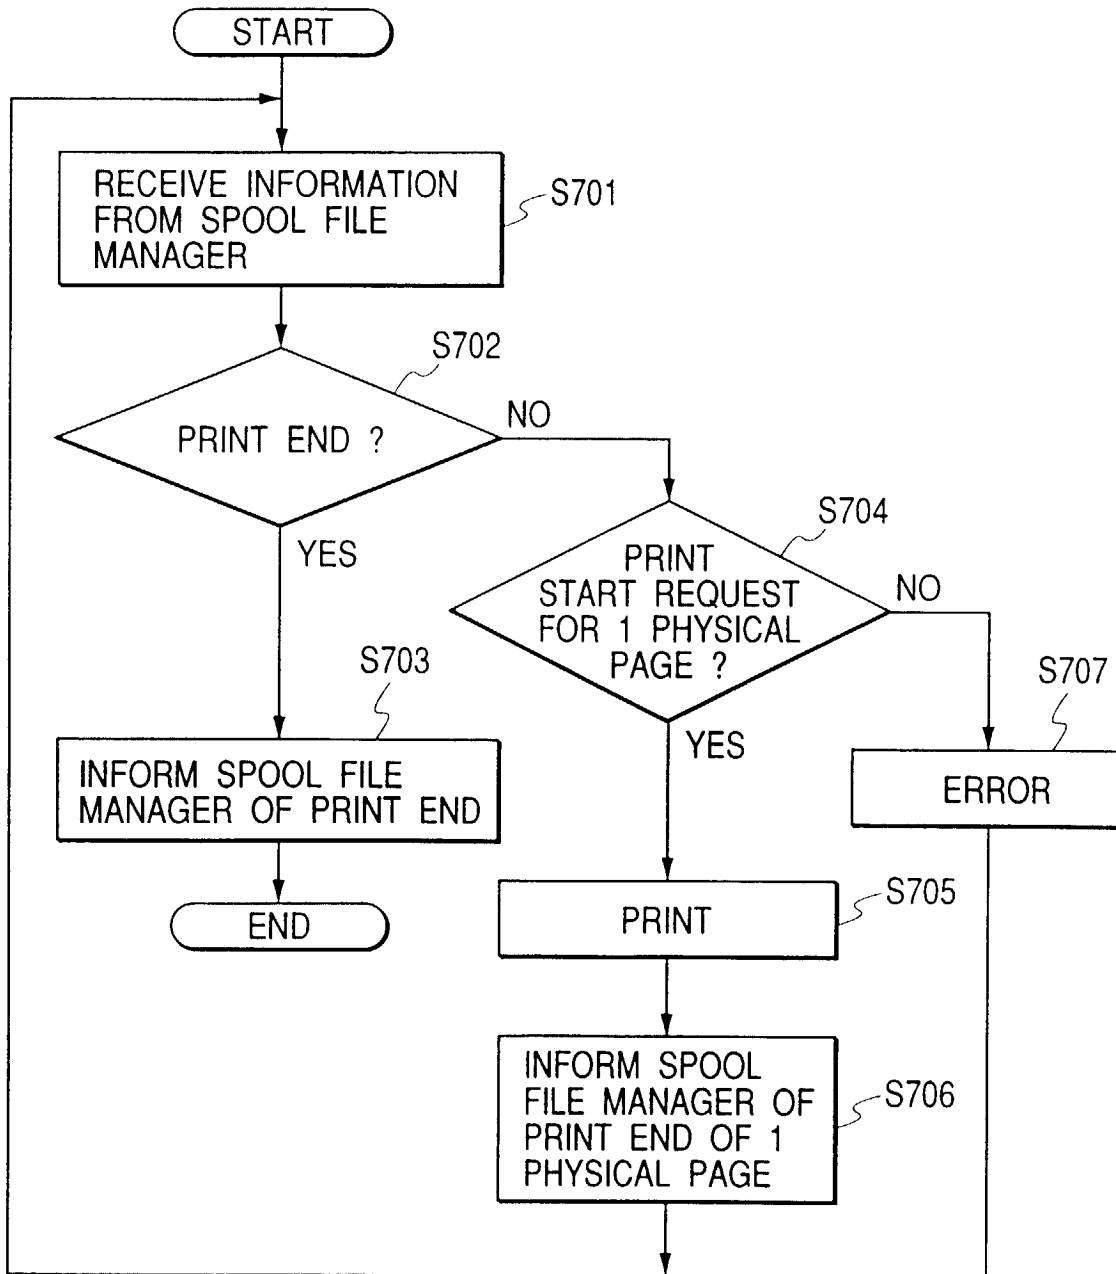 START
RECEIVE INFORMATION
FROM SPOOL FILE
MANAGER
S701
S702
PRINT END ?
NO
YES
S704
PRINT
START REQUEST
FOR 1 PHYSICAL
PAGE ?
NO
YES
S703
INFORM SPOOL FILE
MANAGER OF PRINT END
S707
ERROR
END
S705
PRINT
INFORM SPOOL
FILE MANAGER OF
PRINT END OF 1
PHYSICAL PAGE
S706